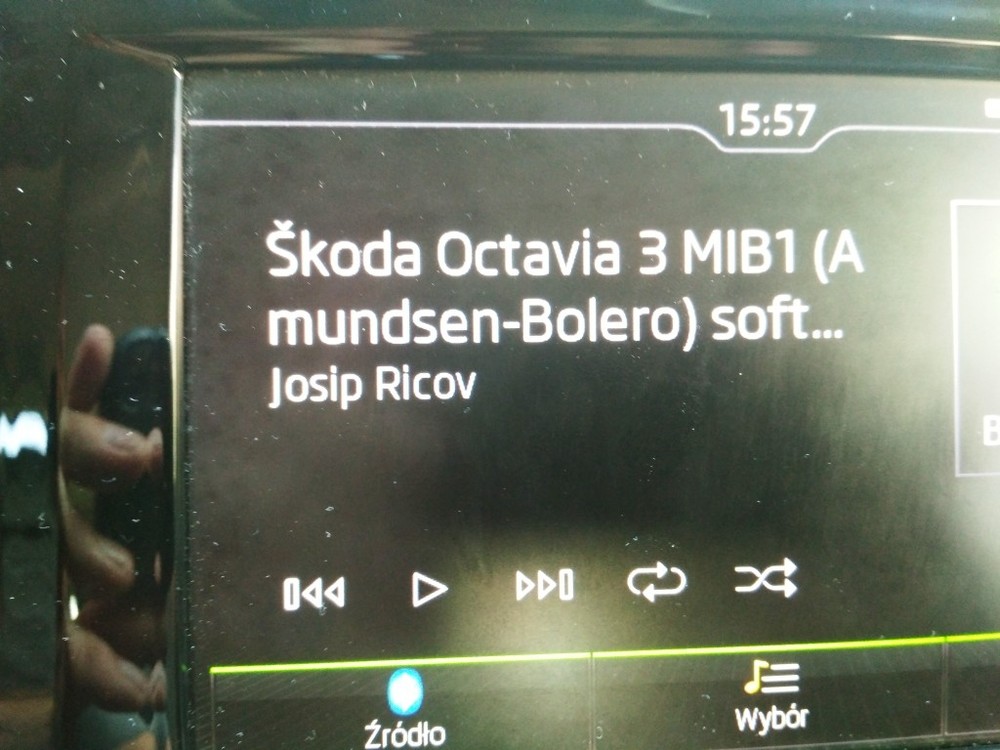 15:57
Škoda Octavia 3 MIB1 (A
mundsen-Bolero) soft...
Josip Ricov
B
Źródło
Wybór